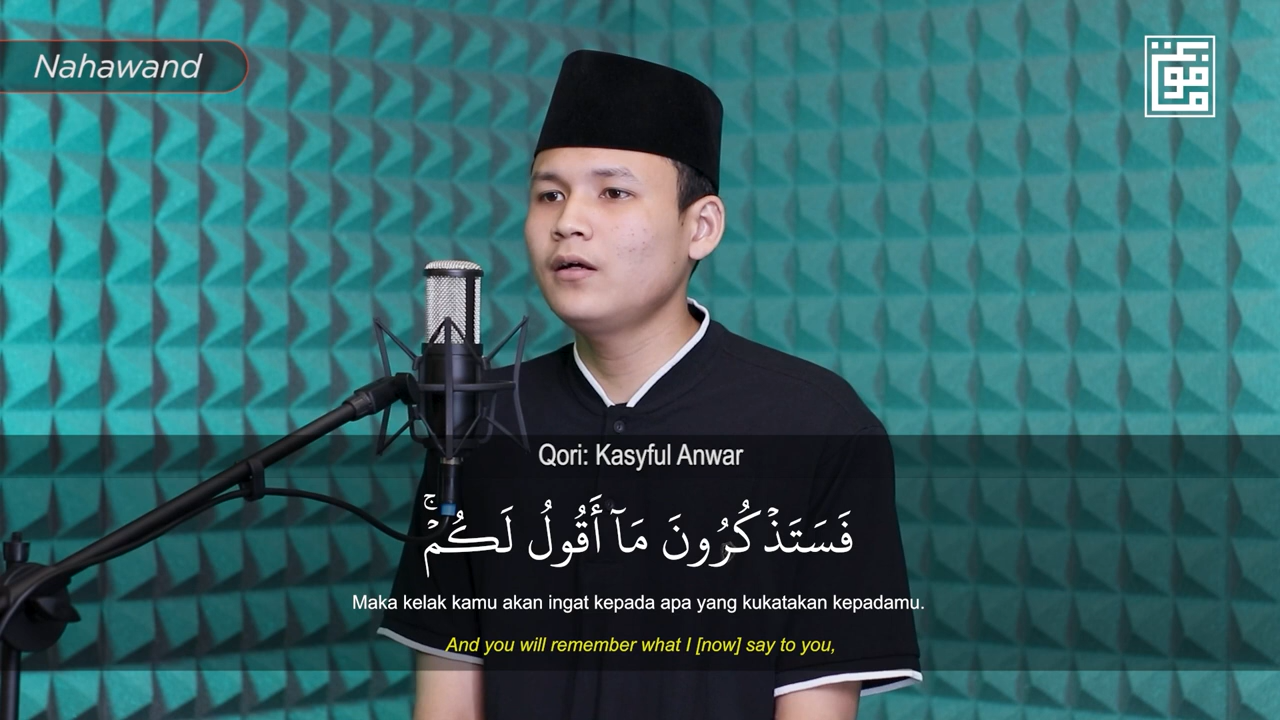 Nahawand
مقومات
Qori: Kasyful Anwar
فَسَتَذْكُرُونَ مَآ أَقُولُ لَكُمْ ۚ
Maka kelak kamu akan ingat kepada apa yang kukatakan kepadamu.
And you will remember what I [now] say to you,